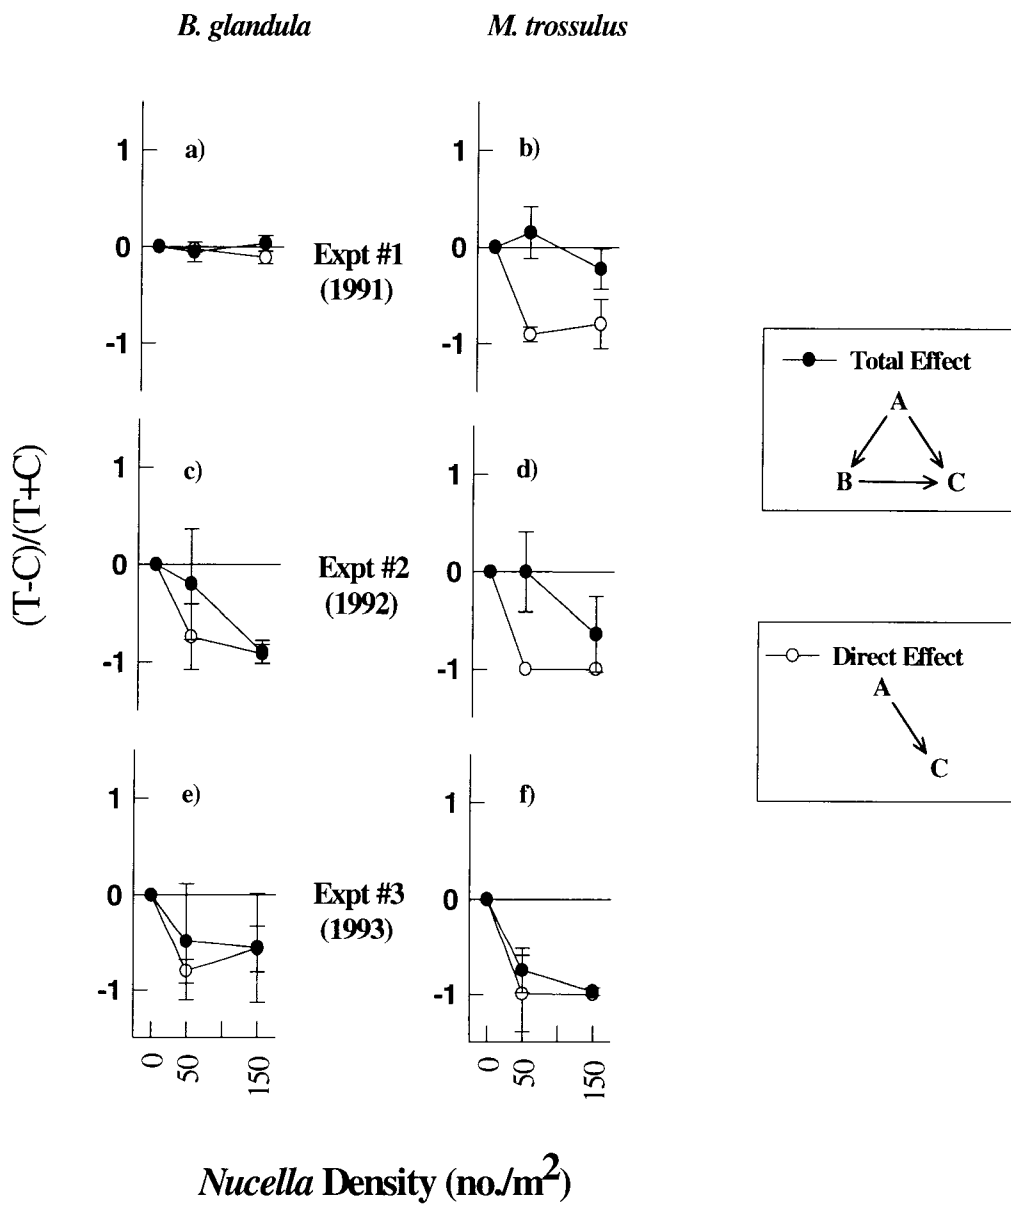 B. glandula
M. trossulus
(T-C)/(T+C)
a)
1
0
-1
Expt #1
(1991)
b)
1
0
-1
c)
1
0
-1
Expt #2
(1992)
d)
1
0
-1
e)
1
0
-1
0
50
150
Expt #3
(1993)
f)
1
0
-1
0
50
150
Nucella Density (no./m2)
Total Effect
A
B
C
Direct Effect
A
C